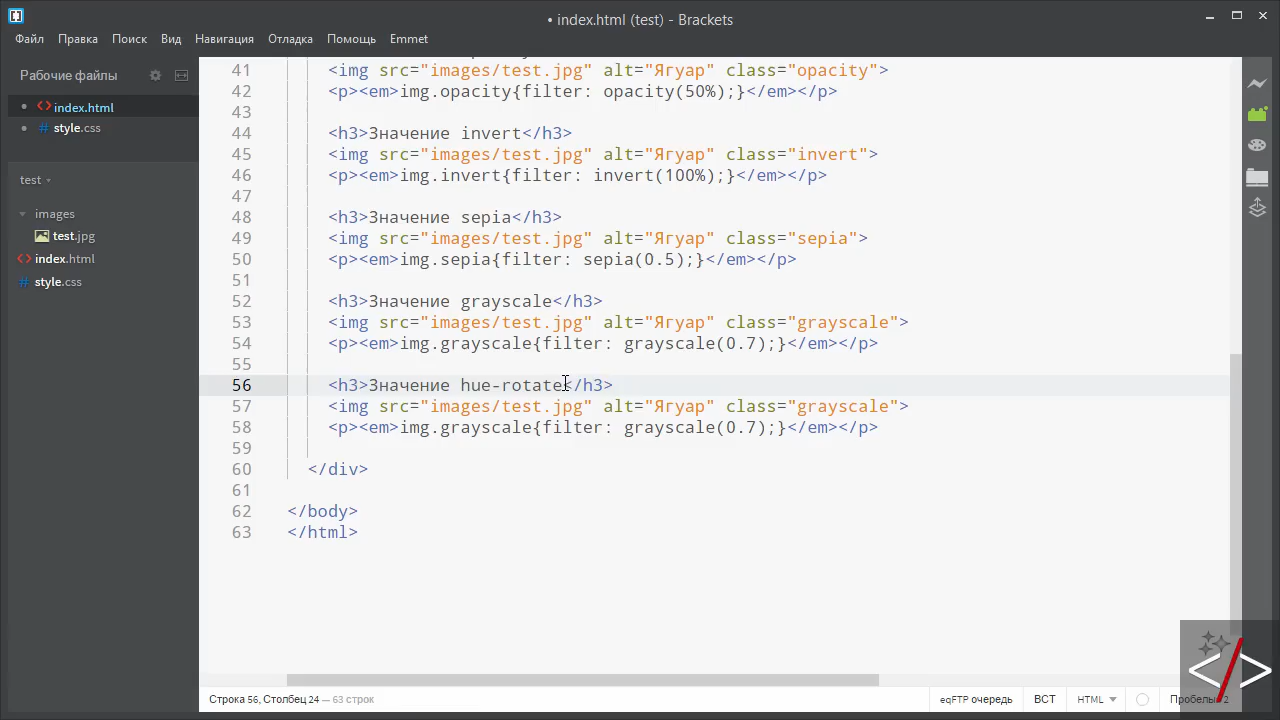 • index.html (test) - Brackets
Файл Правка Поиск Вид Навигация Отладка Помощь Emmet
Рабочие файлы
• <> index.html
• # style.css
test
images
test.jpg
<> index.html
# style.css
41 <img src="images/test.jpg" alt="Ягуар" class="opacity">
42 <p><em>img.opacity{filter: opacity(50%);}</em></p>
43
44 <h3>Значение invert</h3>
45 <img src="images/test.jpg" alt="Ягуар" class="invert">
46 <p><em>img.invert{filter: invert(100%);}</em></p>
47
48 <h3>Значение sepia</h3>
49 <img src="images/test.jpg" alt="Ягуар" class="sepia">
50 <p><em>img.sepia{filter: sepia(0.5);}</em></p>
51
52 <h3>Значение grayscale</h3>
53 <img src="images/test.jpg" alt="Ягуар" class="grayscale">
54 <p><em>img.grayscale{filter: grayscale(0.7);}</em></p>
55
56 <h3>Значение hue-rotate</h3>
57 <img src="images/test.jpg" alt="Ягуар" class="grayscale">
58 <p><em>img.grayscale{filter: grayscale(0.7);}</em></p>
59
60 </div>
61
62 </body>
63 </html>
Строка 56, Столбец 24 — 63 строк eqFTP очередь ВСТ HTML Пробелы 2